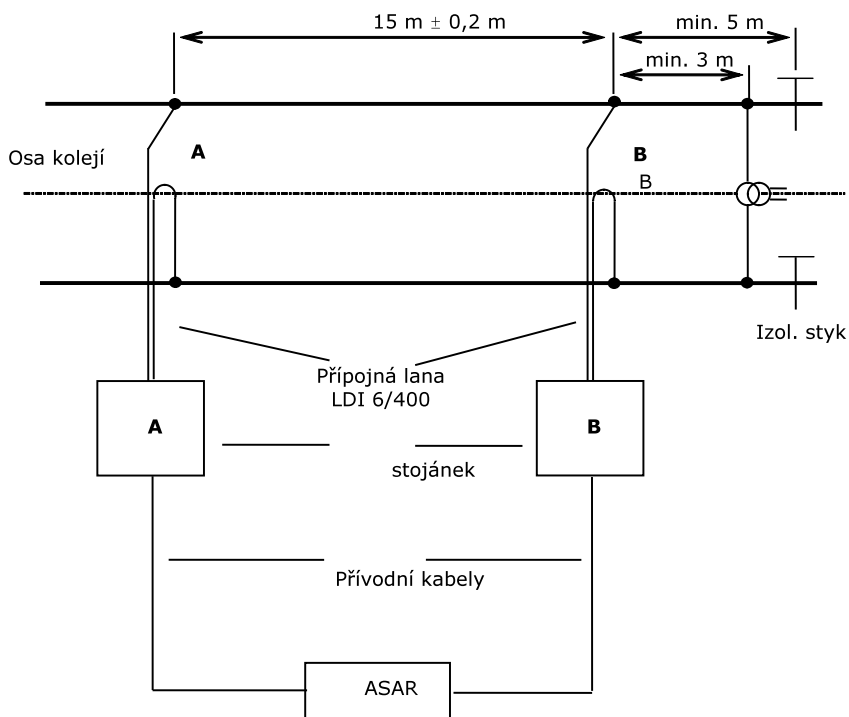 15 m ± 0,2 m
min. 5 m
min. 3 m
A
B
Osa kolejí
B
Izol. styk
Přípojná lana
LDI 6/400
A
B
stojánek
Přívodní kabely
ASAR